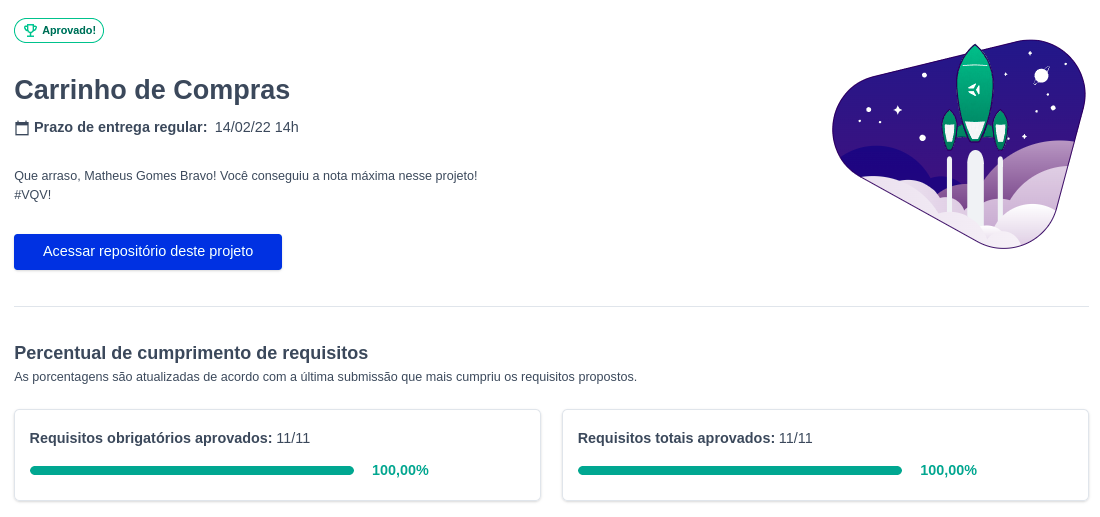 Aprovado!
Carrinho de Compras
Prazo de entrega regular: 14/02/22 14h
Que arraso, Matheus Gomes Bravo! Você conseguiu a nota máxima nesse projeto!
#VQV!
Acessar repositório deste projeto
Percentual de cumprimento de requisitos
As porcentagens são atualizadas de acordo com a última submissão que mais cumpriu os requisitos propostos.
Requisitos obrigatórios aprovados: 11/11
100,00%
Requisitos totais aprovados: 11/11
100,00%